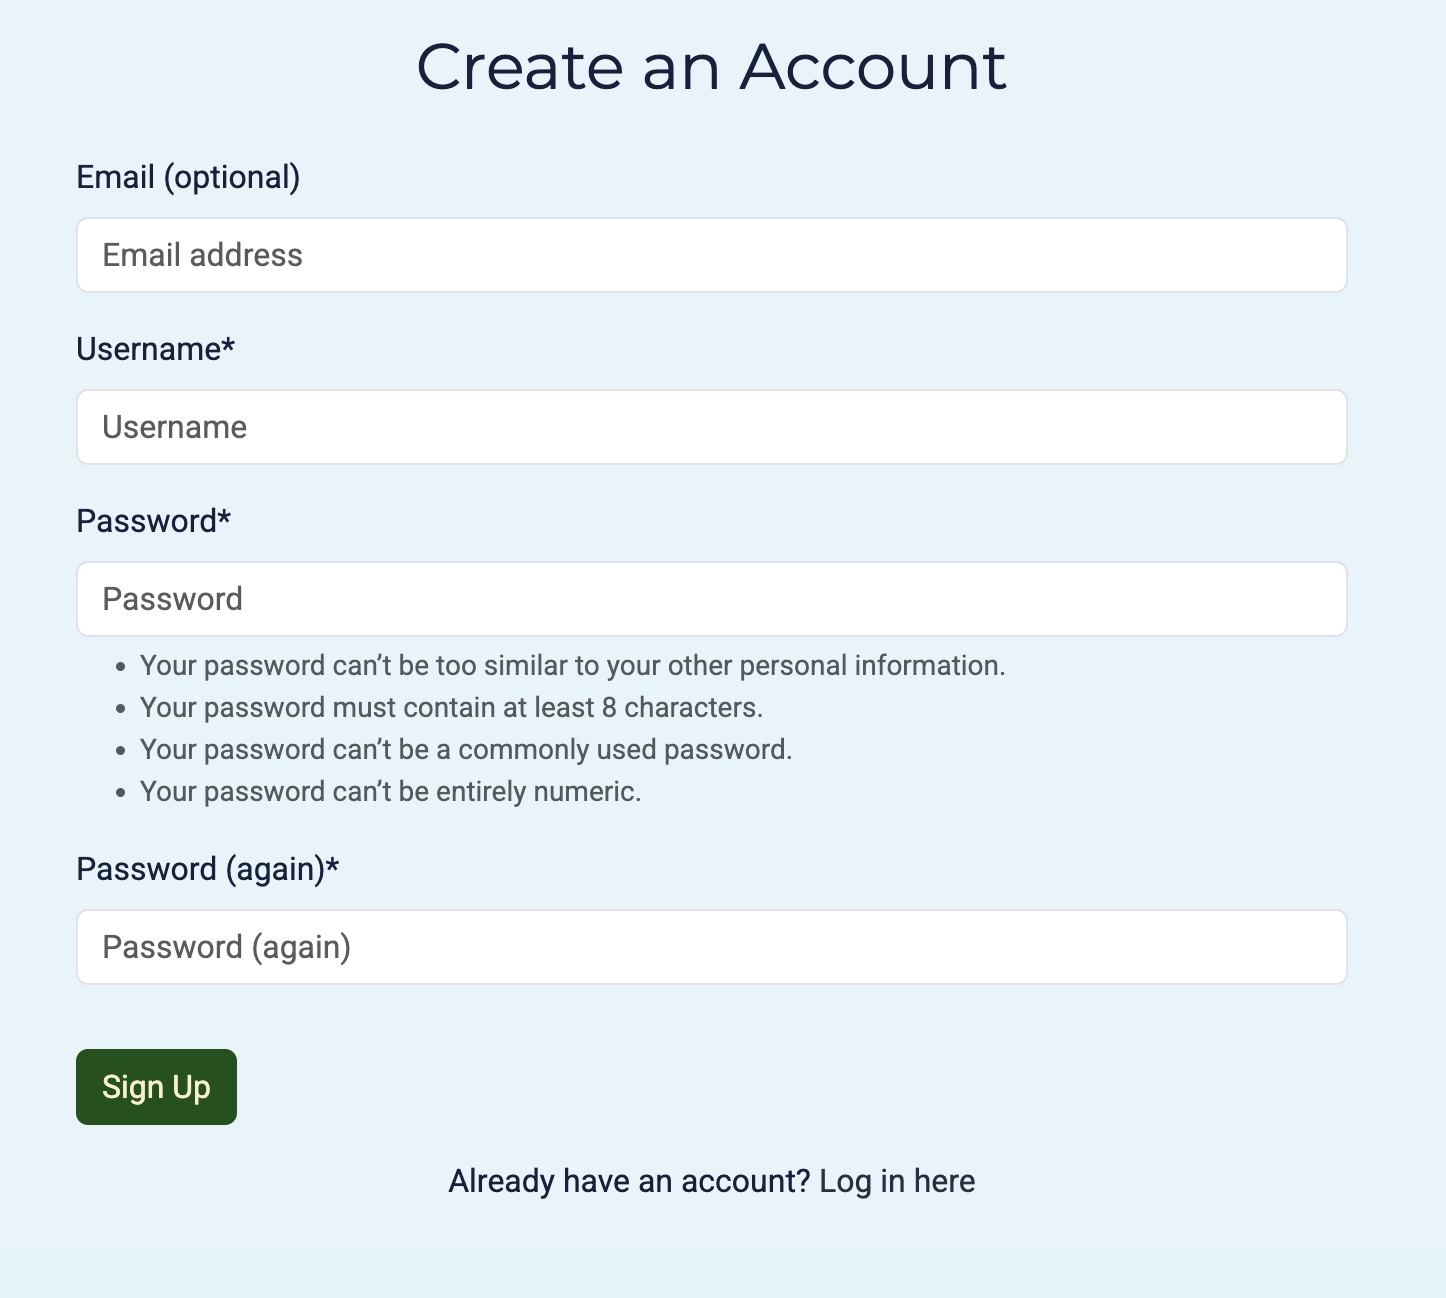 Create an Account
Email (optional)
Email address
Username*
Username
Password*
Password
• Your password can’t be too similar to your other personal information.
• Your password must contain at least 8 characters.
• Your password can’t be a commonly used password.
• Your password can’t be entirely numeric.
Password (again)*
Password (again)
Sign Up
Already have an account? Log in here